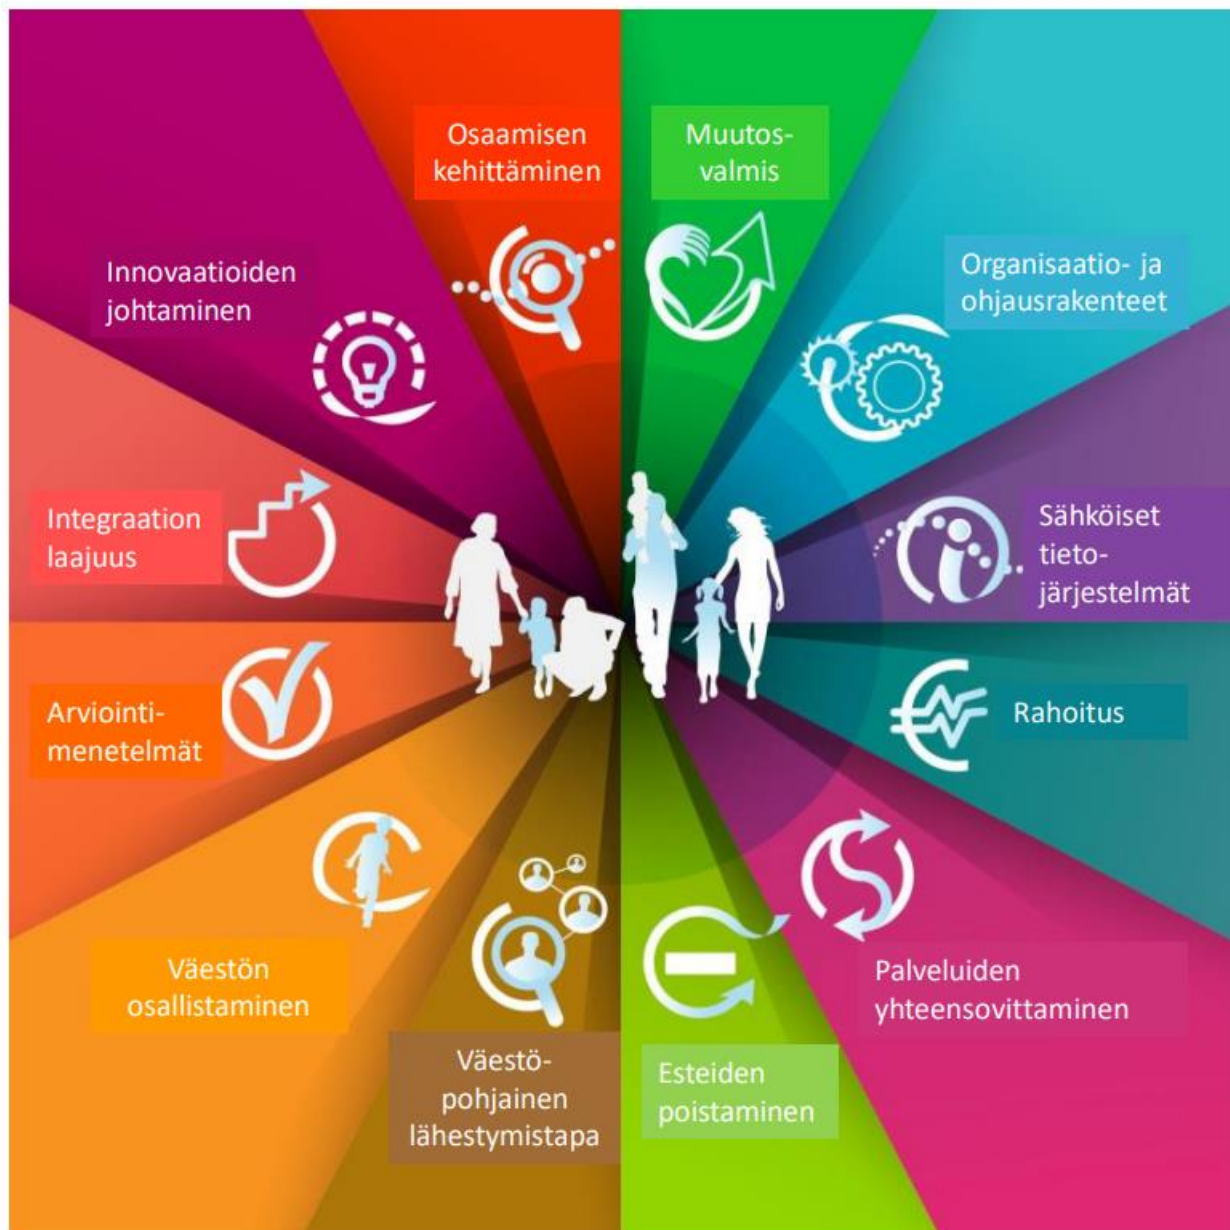 Osaamisen
kehittäminen
Muutos-
valmis
Organisaatio- ja
ohjausrakenteet
Sähköiset
tieto-
järjestelmät
Rahoitus
Palveluiden
yhteensovittaminen
Esteiden
poistaminen
Väestö-
pohjainen
lähestymistapa
Väestön
osallistaminen
Arviointi-
menetelmät
Integraation
laajuus
Innovaatioiden
johtaminen